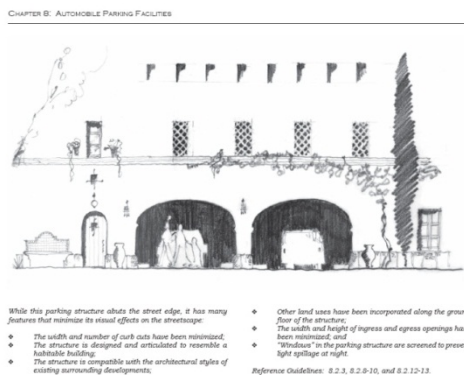 CHAPTER 8: AUTOMOBILE PARKING FACILITIES
While this parking structure abuts the street edge, it has many
features that minimize its visual effects on the streetscape:
❖ The width and number of curb cuts have been minimized;
❖ The structure is designed and articulated to resemble a
habitable building;
❖ The structure is compatible with the architectural styles of
existing surrounding developments;
❖ Other land uses have been incorporated along the groun
floor of the structure;
❖ The width and height of ingress and egress openings ha
been minimized; and
❖ "Windows" in the parking structure are screened to preve
light spillage at night.
Reference Guidelines: 8.2.3, 8.2.8-10, and 8.2.12-13.